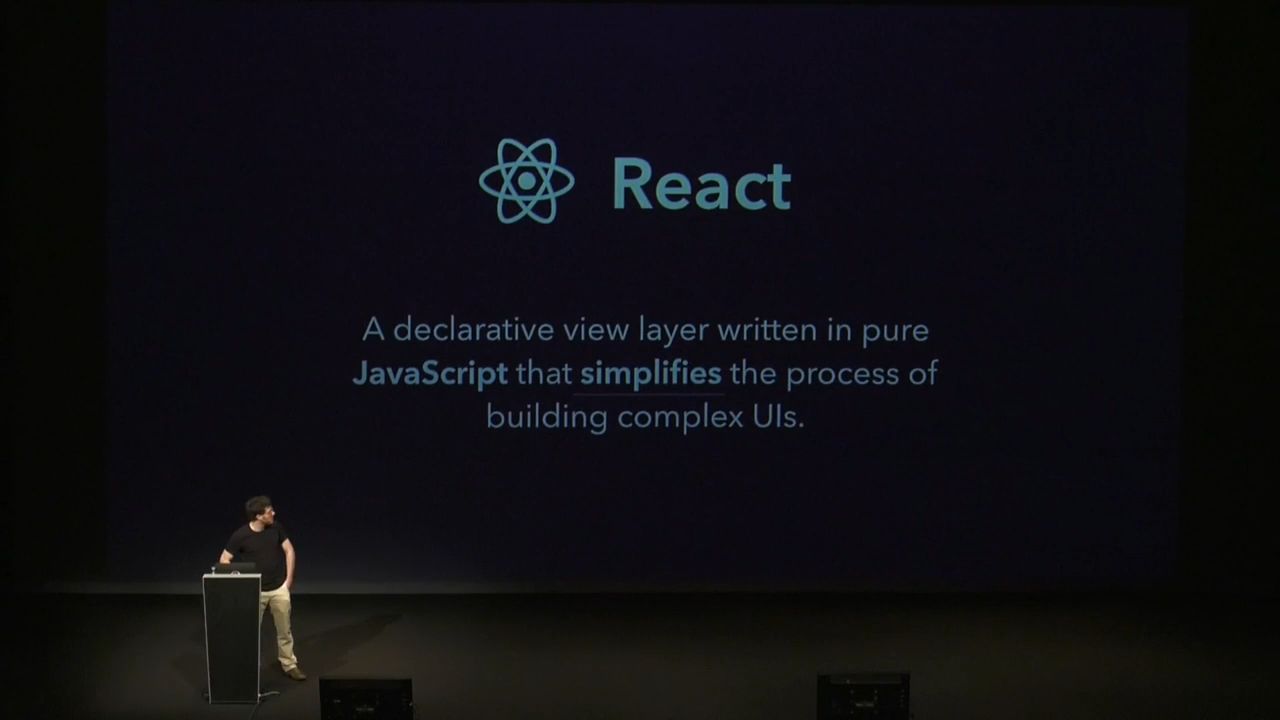 React
A declarative view layer written in pure
JavaScript that simplifies the process of
building complex UIs.